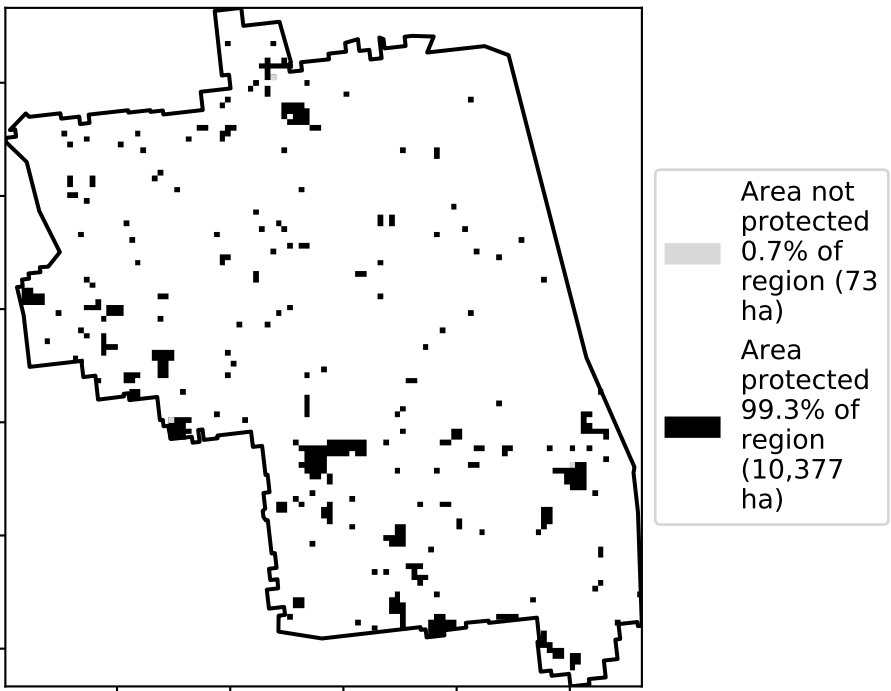 Area not
protected
0.7% of
region (73
ha)
Area
protected
99.3% of
region
(10,377
ha)